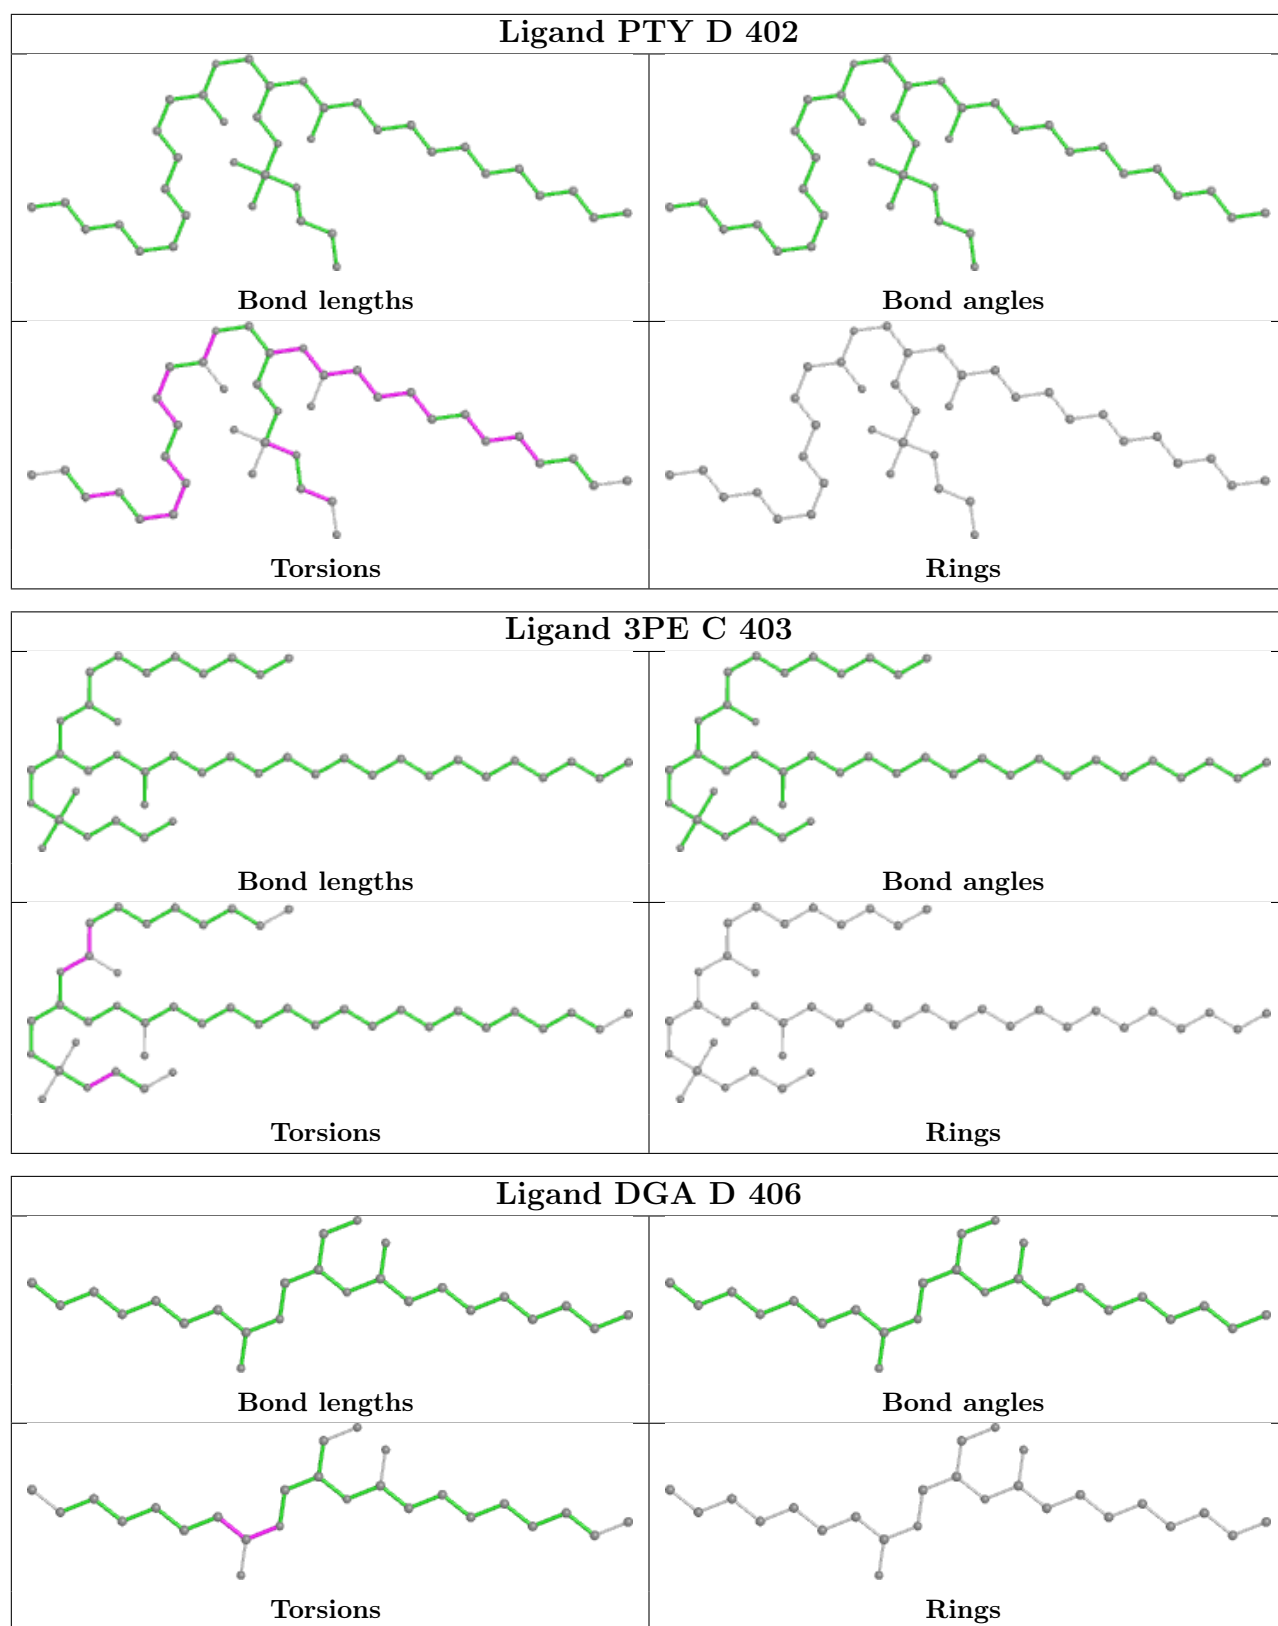 Ligand PTY D 402
Bond lengths
Bond angles
Torsions
Rings
Ligand 3PE C 403
Bond lengths
Bond angles
Torsions
Rings
Ligand DGA D 406
Bond lengths
Bond angles
Torsions
Rings